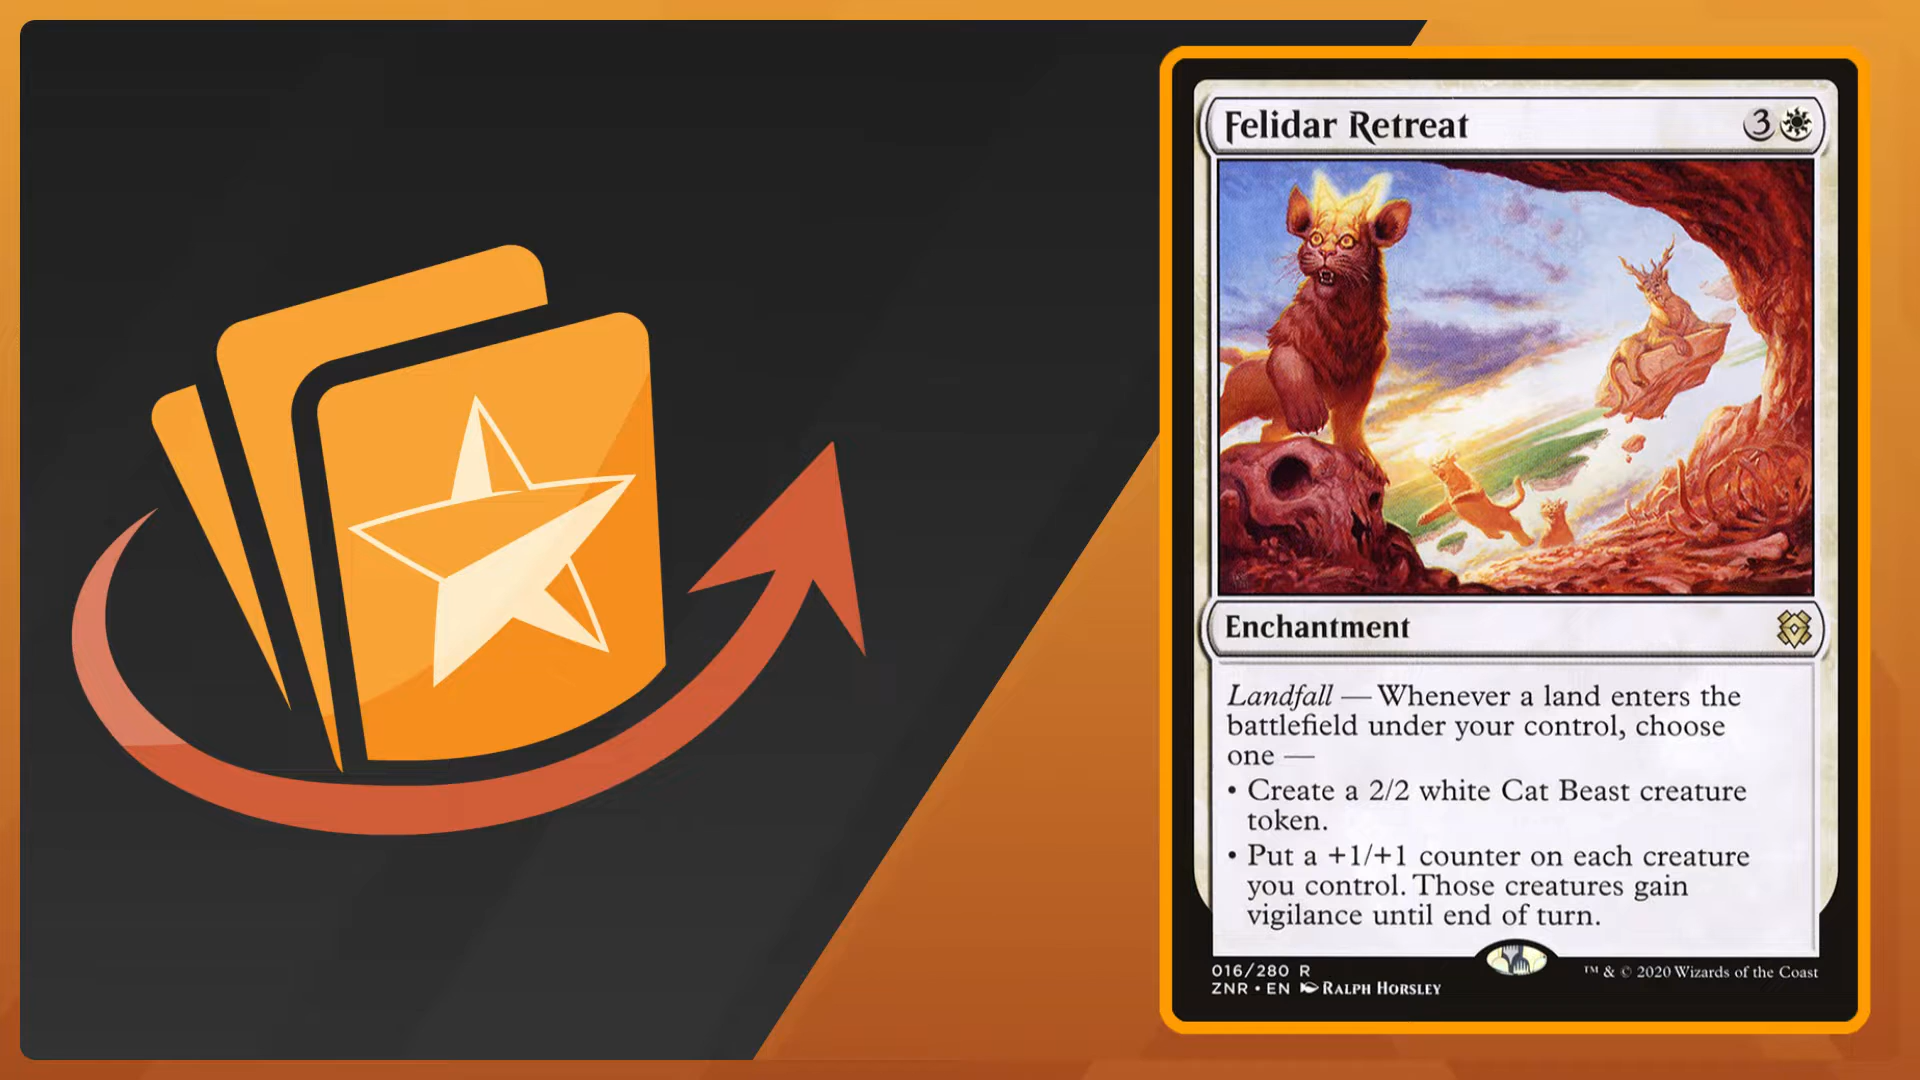 Felidar Retreat 3
Enchantment
Landfall — Whenever a land enters the
battlefield under your control, choose
one —
• Create a 2/2 white Cat Beast creature
token.
• Put a +1/+1 counter on each creature
you control. Those creatures gain
vigilance until end of turn.
016/280 R
ZNR • EN RALPH HORSLEY
™ & © 2020 Wizards of the Coast